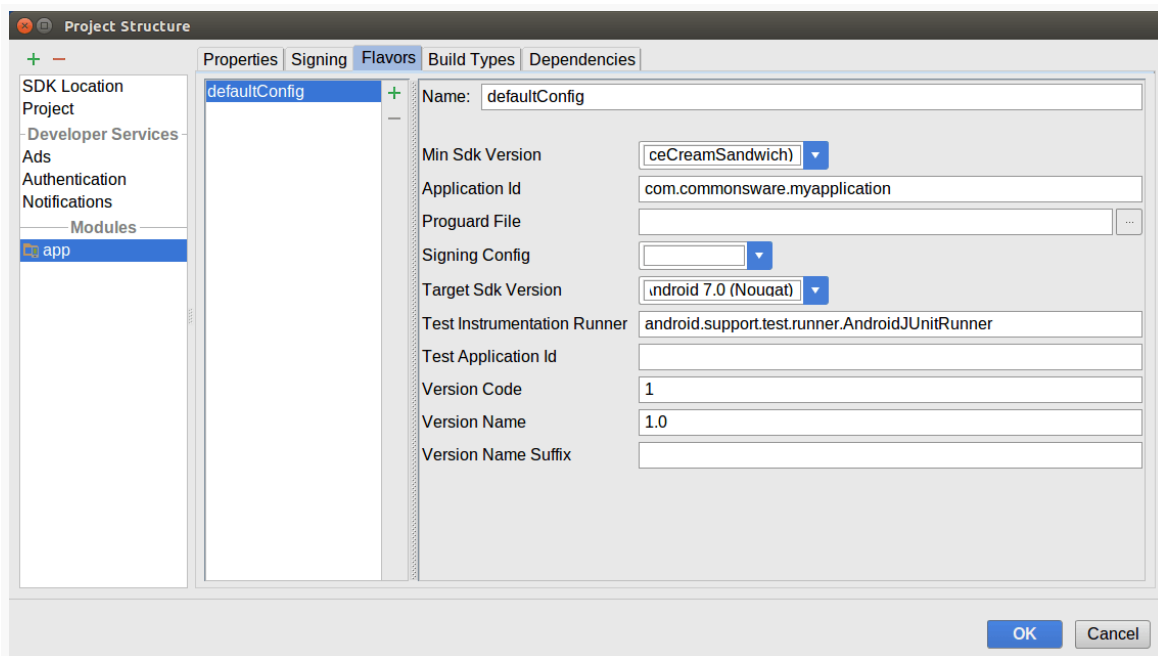 Project Structure
Properties Signing Flavors Build Types Dependencies
SDK Location
Project
Developer Services
Ads
Authentication
Notifications
Modules
app
defaultConfig
Name: defaultConfig
Min Sdk Version ceCreamSandwich)
Application Id com.commonsware.myapplication
Proguard File ...
Signing Config
Target Sdk Version Android 7.0 (Nougat)
Test Instrumentation Runner android.support.test.runner.AndroidJUnitRunner
Test Application Id
Version Code 1
Version Name 1.0
Version Name Suffix
OK Cancel